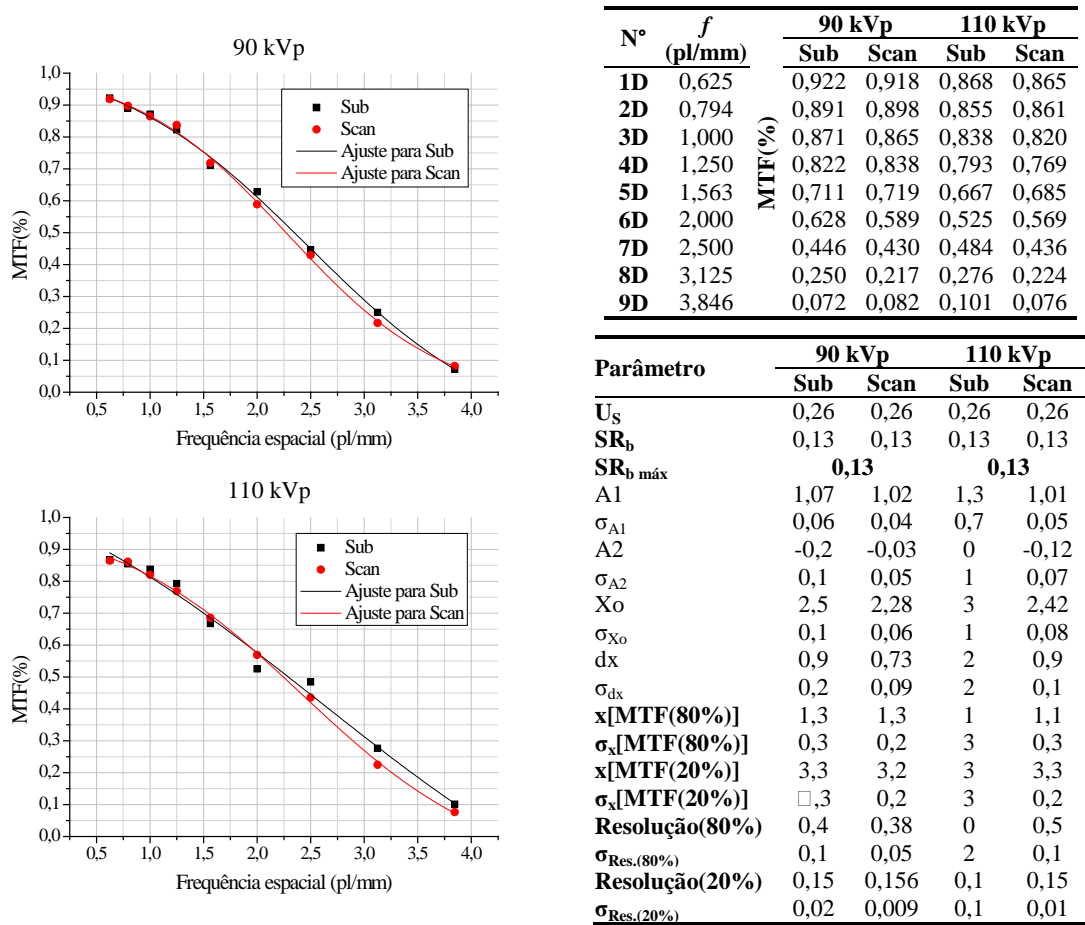 90 kVp
Sub
Scan
Ajuste para Sub
Ajuste para Scan
1,0
0,9
0,8
0,7
0,6
0,5
0,4
0,3
0,2
0,1
0,0
MTF(%)
0,5 1,0 1,5 2,0 2,5 3,0 3,5 4,0
Frequência espacial (pl/mm)
110 kVp
Sub
Scan
Ajuste para Sub
Ajuste para Scan
1,0
0,9
0,8
0,7
0,6
0,5
0,4
0,3
0,2
0,1
0,0
MTF(%)
0,5 1,0 1,5 2,0 2,5 3,0 3,5 4,0
Frequência espacial (pl/mm)
N° f (pl/mm) 90 kVp 110 kVp
Sub Scan Sub Scan
MTF(%)
1D 0,625 0,922 0,918 0,868 0,865
2D 0,794 0,891 0,898 0,855 0,861
3D 1,000 0,871 0,865 0,838 0,820
4D 1,250 0,822 0,838 0,793 0,769
5D 1,563 0,711 0,719 0,667 0,685
6D 2,000 0,628 0,589 0,525 0,569
7D 2,500 0,446 0,430 0,484 0,436
8D 3,125 0,250 0,217 0,276 0,224
9D 3,846 0,072 0,082 0,101 0,076
Parâmetro 90 kVp 110 kVp
Sub Scan Sub Scan
U_S 0,26 0,26 0,26 0,26
SR_b 0,13 0,13 0,13 0,13
SR_b máx 0,13 0,13
A1 1,07 1,02 1,3 1,01
σ_A1 0,06 0,04 0,7 0,05
A2 -0,2 -0,03 0 -0,12
σ_A2 0,1 0,05 1 0,07
Xo 2,5 2,28 3 2,42
σ_Xo 0,1 0,06 1 0,08
dx 0,9 0,73 2 0,9
σ_dx 0,2 0,09 2 0,1
x[MTF(80%)] 1,3 1,3 1 1,1
σ_x[MTF(80%)] 0,3 0,2 3 0,3
x[MTF(20%)] 3,3 3,2 3 3,3
σ_x[MTF(20%)] □,3 0,2 3 0,2
Resolução(80%) 0,4 0,38 0 0,5
σ_Res.(80%) 0,1 0,05 2 0,1
Resolução(20%) 0,15 0,156 0,1 0,15
σ_Res.(20%) 0,02 0,009 0,1 0,01